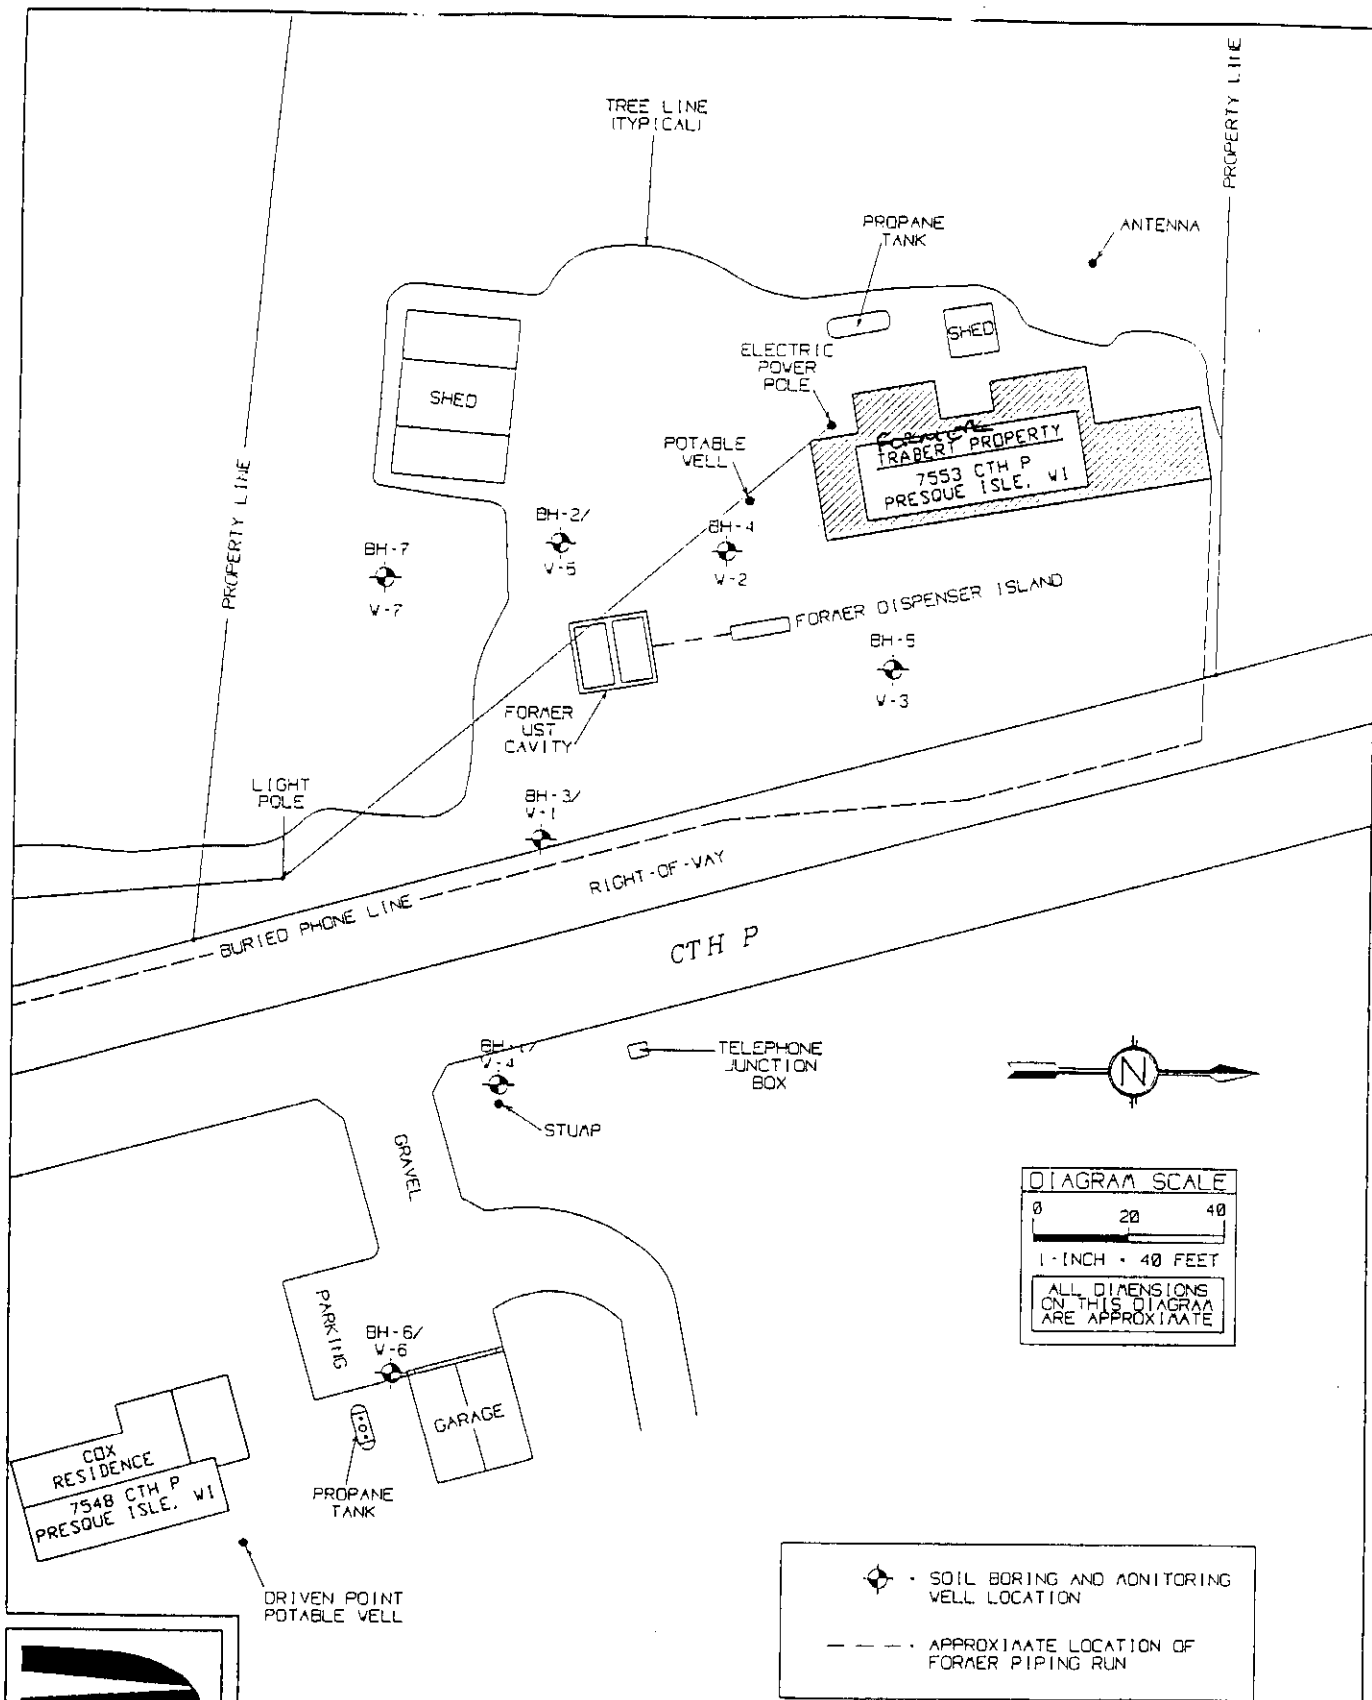 TREE LINE
(TYPICAL)
PROPERTY LINE
PROPANE
TANK
ANTENNA
SHED
ELECTRIC
POWER
POLE
SHED
FORMER
TRABERT PROPERTY
7553 CTH P
PRESQUE ISLE, WI
POTABLE
WELL
PROPERTY LINE
BH-2/
W-5
BH-4
W-2
BH-7
W-7
FORMER DISPENSER ISLAND
BH-5
W-3
FORMER
UST
CAVITY
LIGHT
POLE
BH-3/
W-1
RIGHT-OF-WAY
BURIED PHONE LINE
CTH P
BH-1/
W-4
TELEPHONE
JUNCTION
BOX
N
STUMP
GRAVEL
DIAGRAM SCALE
0 20 40
1-INCH = 40 FEET
ALL DIMENSIONS
ON THIS DIAGRAM
ARE APPROXIMATE
PARKING
BH-6/
W-6
GARAGE
COX
RESIDENCE
7548 CTH P
PRESQUE ISLE, WI
PROPANE
TANK
DRIVEN POINT
POTABLE WELL
- SOIL BORING AND MONITORING
WELL LOCATION
- APPROXIMATE LOCATION OF
FORMER PIPING RUN